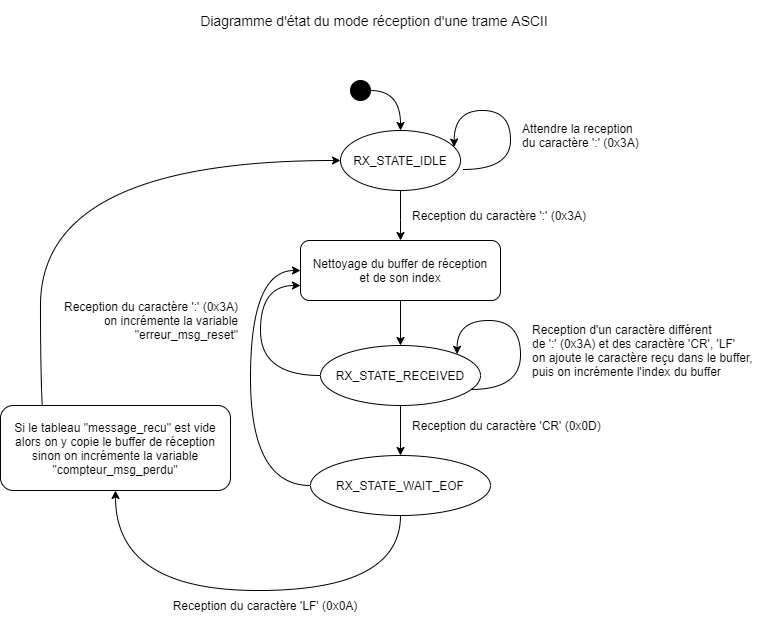 Diagramme d'état du mode réception d'une trame ASCII
Attendre la reception
du caractère ':' (0x3A)
RX_STATE_IDLE
Reception du caractère ':' (0x3A)
Nettoyage du buffer de réception
et de son index
Reception du caractère ':' (0x3A)
on incrémente la variable
"erreur_msg_reset"
Reception d'un caractère différent
de ':' (0x3A) et des caractère 'CR', 'LF'
on ajoute le caractère reçu dans le buffer,
puis on incrémente l'index du buffer
RX_STATE_RECEIVED
Reception du caractère 'CR' (0x0D)
Si le tableau "message_recu" est vide
alors on y copie le buffer de réception
sinon on incrémente la variable
"compteur_msg_perdu"
RX_STATE_WAIT_EOF
Reception du caractère 'LF' (0x0A)